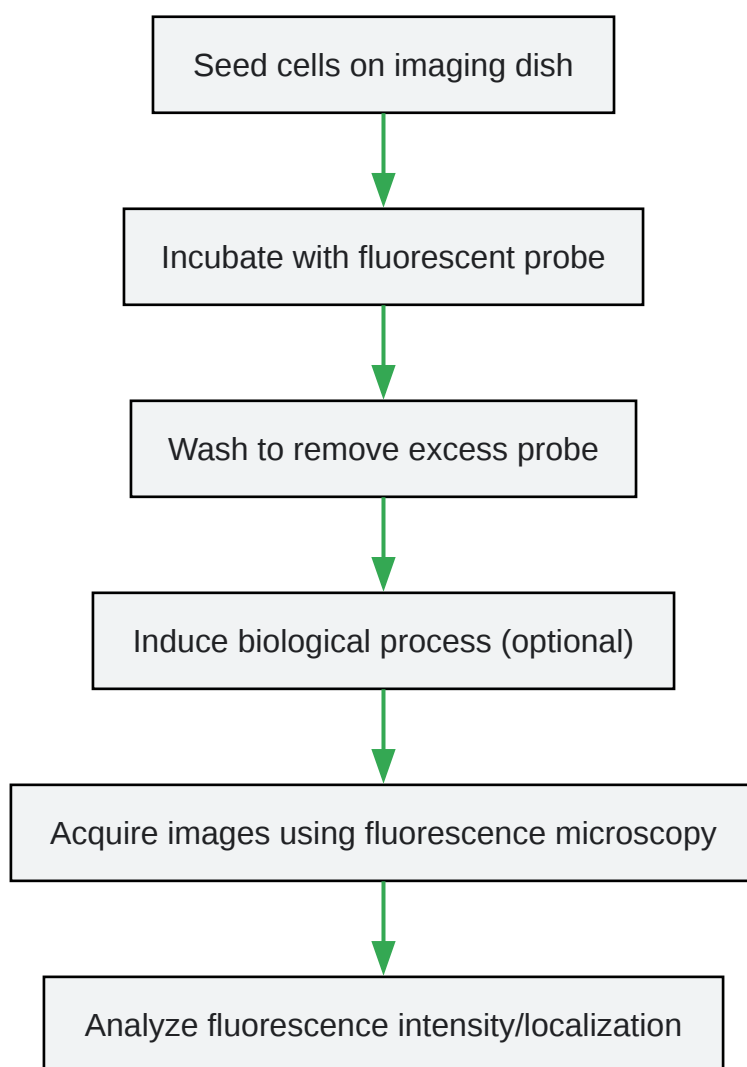 Seed cells on imaging dish
Incubate with fluorescent probe
Wash to remove excess probe
Induce biological process (optional)
Acquire images using fluorescence microscopy
Analyze fluorescence intensity/localization